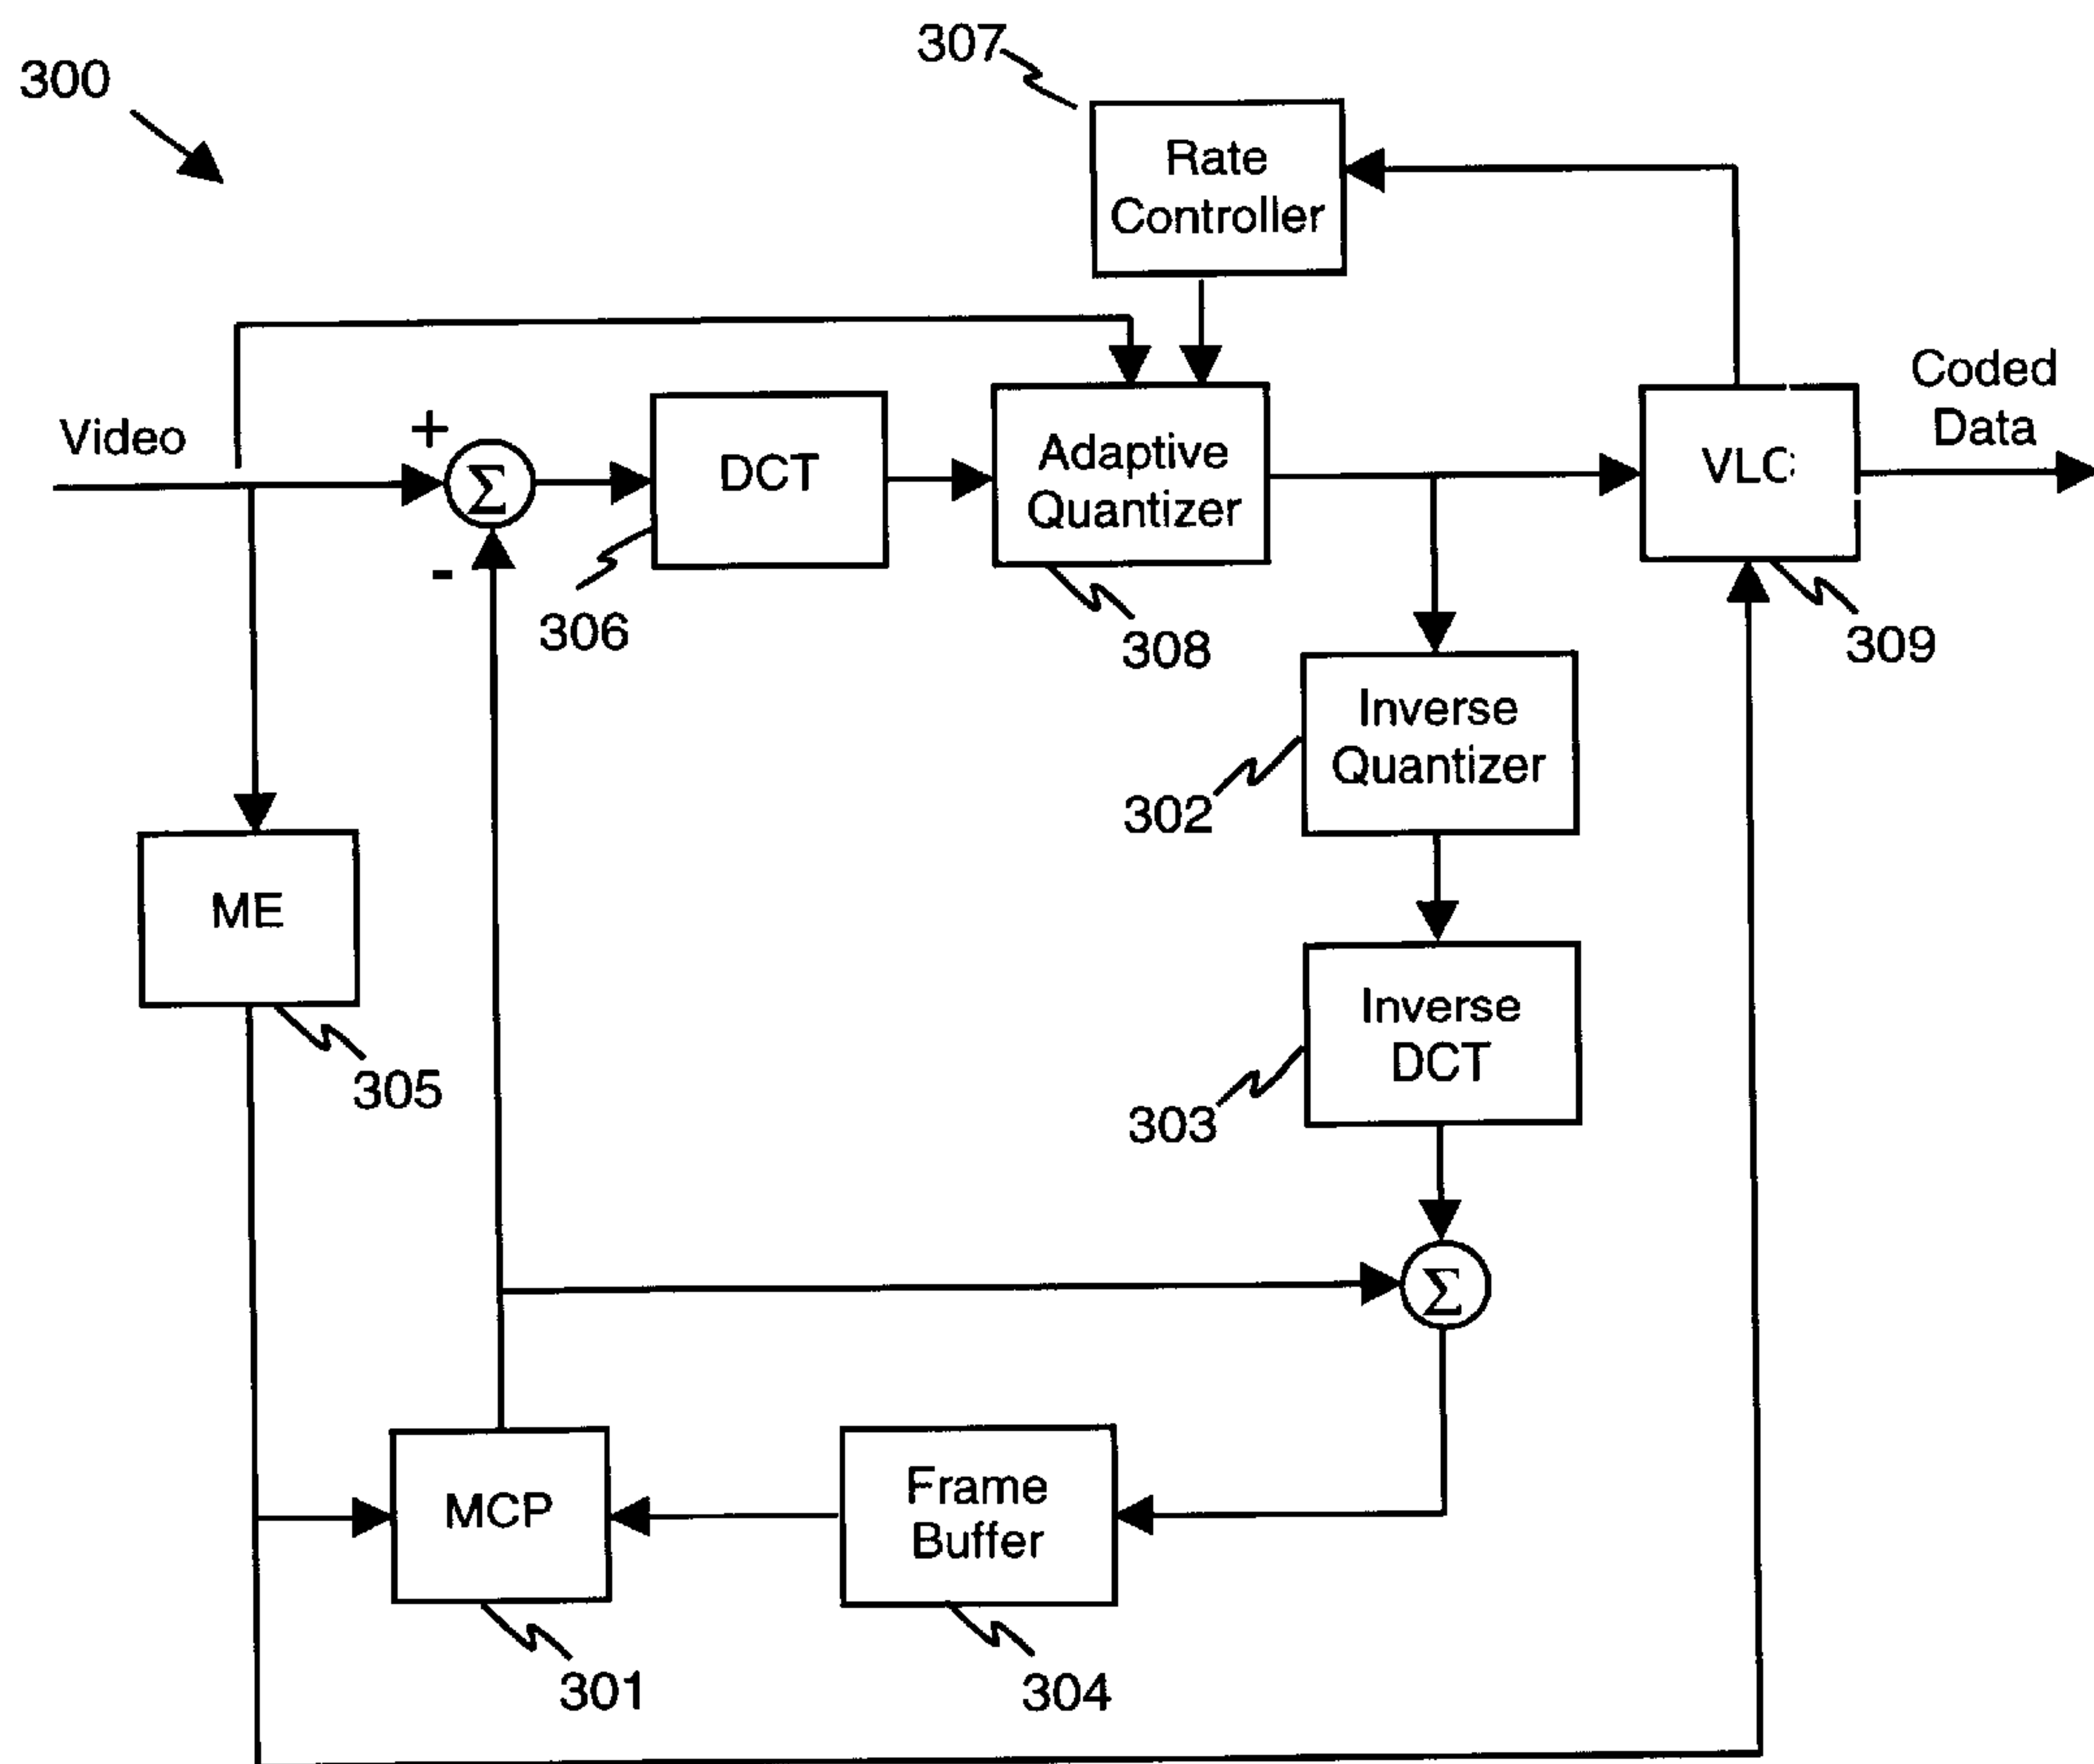 300
307
Rate
Controller
Video
+
Σ
-
DCT
306
Adaptive
Quantizer
308
VLC
309
Coded
Data
Inverse
Quantizer
302
ME
305
Inverse
DCT
303
Σ
MCP
301
Frame
Buffer
304